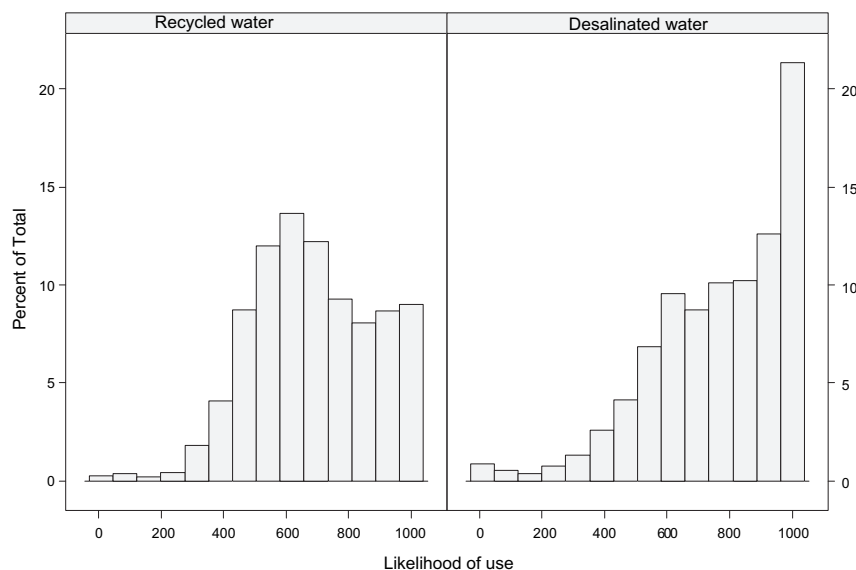 Recycled water Desalinated water
20 20
15 15
10 10
5 5
0 0
0 200 400 600 800 1000 0 200 400 600 800 1000
Percent of Total
Likelihood of use